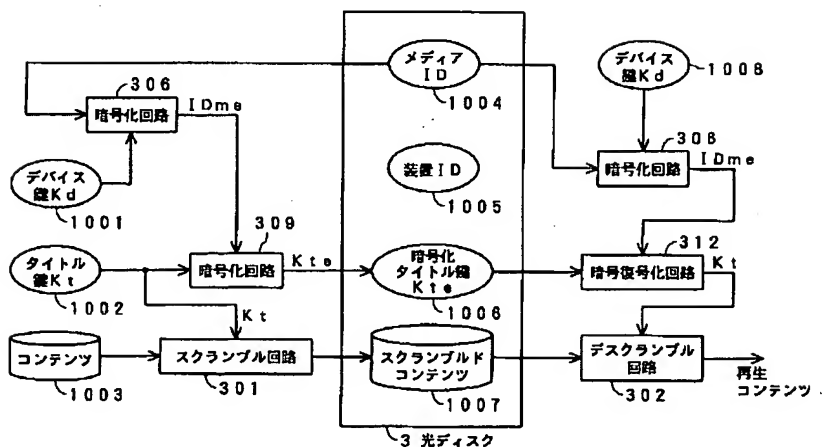 メディア
ID
1004
デバイス
鍵Kd
1008
306
暗号化回路
IDme
デバイス
鍵Kd
1001
装置ID
1005
308
暗号化回路
IDme
タイトル
鍵Kt
1002
309
暗号化回路
Kte
暗号化
タイトル鍵
Kte
1006
312
暗号復号化回路
Kt
Kt
コンテンツ
1003
スクランブル回路
301
スクランブルド
コンテンツ
1007
デスクランブル
回路
302
再生
コンテンツ
3 光ディスク